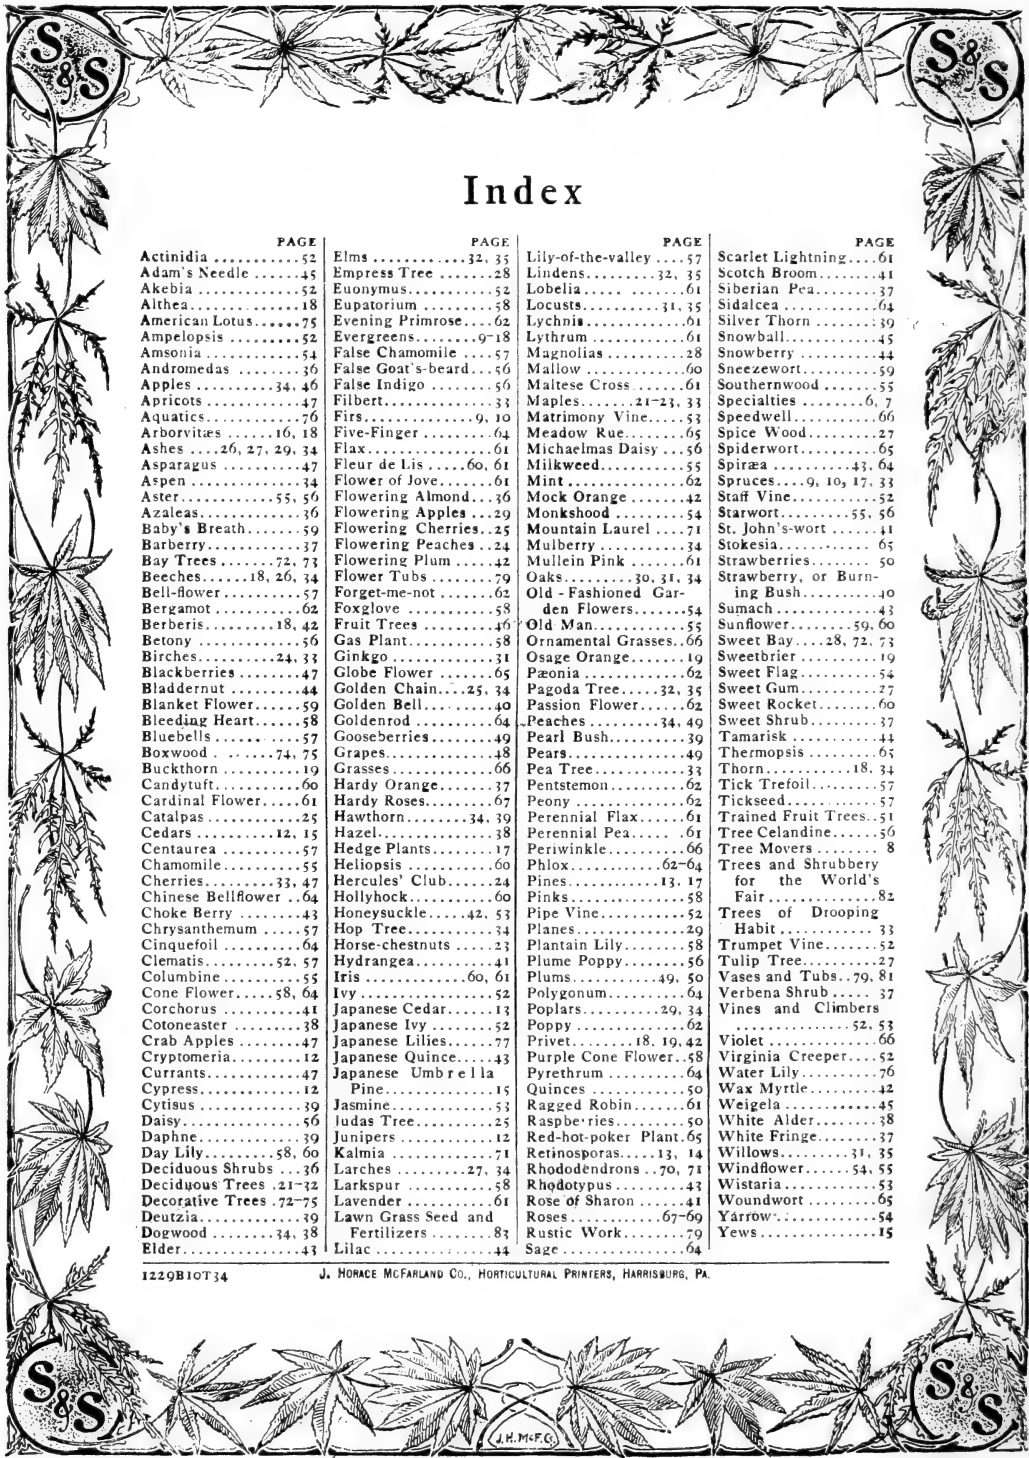 S & S
S & S
Index
PAGE
Actinidia ........... 52
Adam's Needle ...... 45
Akebia ............ 52
Althea ............ 18
American Lotus ...... 75
Ampelopsis ......... 52
Amsonia ........... 54
Andromedas ........ 36
Apples .......... 34, 46
Apricots ........... 47
Aquatics ........... 76
Arborvitæs ...... 16, 18
Ashes .... 26, 27, 29, 34
Asparagus .......... 47
Aspen ............. 34
Aster .......... 55, 56
Azaleas ............ 36
Baby's Breath ....... 59
Barberry ........... 37
Bay Trees ....... 72, 73
Beeches ...... 18, 26, 34
Bell-flower ......... 57
Bergamot .......... 62
Berberis ........ 18, 42
Betony ............ 56
Birches ......... 24, 33
Blackberries ........ 47
Bladdernut ......... 44
Blanket Flower ...... 59
Bleeding Heart ...... 58
Bluebells ........... 57
Boxwood ........ 74, 75
Buckthorn .......... 19
Candytuft .......... 60
Cardinal Flower ..... 61
Catalpas ........... 25
Cedars .......... 12, 15
Centaurea .......... 57
Chamomile ......... 55
Cherries ........ 33, 47
Chinese Bellflower .. 64
Choke Berry ........ 43
Chrysanthemum ..... 57
Cinquefoil .......... 64
Clematis ........ 52, 57
Columbine .......... 55
Cone Flower ..... 58, 64
Corchorus .......... 41
Cotoneaster ......... 38
Crab Apples ........ 47
Cryptomeria ........ 12
Currants ........... 47
Cypress ............ 12
Cytisus ............ 39
Daisy .............. 56
Daphne ............ 39
Day Lily ........ 58, 60
Deciduous Shrubs ... 36
Deciduous Trees . 21-32
Decorative Trees . 72-75
Deutzia ............ 39
Dogwood ........ 34, 38
Elder .............. 43
PAGE
Elms ............ 32, 35
Empress Tree ....... 28
Euonymus .......... 52
Eupatorium ......... 58
Evening Primrose .... 62
Evergreens ........ 9-18
False Chamomile .... 57
False Goat's-beard ... 56
False Indigo ........ 56
Filbert ............. 33
Firs ............. 9, 10
Five-Finger ......... 64
Flax ............... 61
Fleur de Lis ..... 60, 61
Flower of Jove ....... 61
Flowering Almond ... 36
Flowering Apples ... 29
Flowering Cherries .. 25
Flowering Peaches .. 24
Flowering Plum ..... 42
Flower Tubs ........ 79
Forget-me-not ....... 62
Foxglove ........... 58
Fruit Trees ......... 46
Gas Plant .......... 58
Ginkgo ............ 31
Globe Flower ....... 65
Golden Chain .... 25, 34
Golden Bell ......... 40
Goldenrod .......... 64
Gooseberries ........ 49
Grapes ............. 48
Grasses ............ 66
Hardy Orange ....... 37
Hardy Roses ........ 67
Hawthorn ....... 34, 39
Hazel .............. 38
Hedge Plants ........ 17
Heliopsis ........... 60
Hercules' Club ...... 24
Hollyhock .......... 60
Honeysuckle ..... 42, 53
Hop Tree ........... 34
Horse-chestnuts ..... 23
Hydrangea .......... 41
Iris ............. 60, 61
Ivy ................ 52
Japanese Cedar ...... 13
Japanese Ivy ........ 52
Japanese Lilies ...... 77
Japanese Quince ..... 43
Japanese Umbrella
Pine ............. 15
Jasmine ............ 53
Judas Tree .......... 25
Junipers ........... 12
Kalmia ............. 71
Larches ......... 27, 34
Larkspur ........... 58
Lavender ........... 61
Lawn Grass Seed and
Fertilizers ........ 83
Lilac .............. 44
PAGE
Lily-of-the-valley .... 57
Lindens ......... 32, 35
Lobelia ............ 61
Locusts ......... 31, 35
Lychnis ............ 61
Lythrum ........... 61
Magnolias .......... 28
Mallow ............ 60
Maltese Cross ....... 61
Maples ....... 21-23, 33
Matrimony Vine ..... 53
Meadow Rue ........ 65
Michaelmas Daisy ... 56
Milkweed .......... 55
Mint .............. 62
Mock Orange ....... 42
Monkshood ......... 54
Mountain Laurel .... 71
Mulberry ........... 34
Mullein Pink ....... 61
Oaks ......... 30, 31, 34
Old-Fashioned Gar-
den Flowers ....... 54
Old Man ........... 55
Ornamental Grasses .. 66
Osage Orange ....... 19
Pæonia ............ 62
Pagoda Tree ..... 32, 35
Passion Flower ...... 62
Peaches ......... 34, 49
Pearl Bush .......... 39
Pears .............. 49
Pea Tree ........... 33
Pentstemon ......... 62
Peony ............. 62
Perennial Flax ...... 61
Perennial Pea ....... 61
Periwinkle .......... 66
Phlox .......... 62-64
Pines ........... 13, 17
Pinks .............. 58
Pipe Vine ........... 52
Planes ............. 29
Plantain Lily ........ 58
Plume Poppy ....... 56
Plums .......... 49, 50
Polygonum ......... 64
Poplars ......... 29, 34
Poppy ............. 62
Privet ........ 18, 19, 42
Purple Cone Flower .. 58
Pyrethrum ......... 64
Quinces ............ 50
Ragged Robin ....... 61
Raspberries ......... 50
Red-hot-poker Plant . 65
Retinosporas ..... 13, 14
Rhododendrons .. 70, 71
Rhodotypus ........ 43
Rose of Sharon ...... 41
Roses .......... 67-69
Rustic Work ........ 79
Sage .............. 64
PAGE
Scarlet Lightning .... 61
Scotch Broom ....... 41
Siberian Pea ........ 37
Sidalcea ........... 64
Silver Thorn ........ 39
Snowball ........... 45
Snowberry ......... 44
Sneezewort ......... 59
Southernwood ...... 55
Specialties ........ 6, 7
Speedwell .......... 66
Spice Wood ......... 27
Spiderwort ......... 65
Spiræa ......... 43, 64
Spruces .... 9, 10, 17, 33
Staff Vine .......... 52
Starwort ........ 55, 56
St. John's-wort ...... 41
Stokesia ........... 65
Strawberries ........ 50
Strawberry, or Burn-
ing Bush .......... 40
Sumach ............ 43
Sunflower ....... 59, 60
Sweet Bay .... 28, 72, 73
Sweetbrier .......... 19
Sweet Flag ......... 54
Sweet Gum ......... 27
Sweet Rocket ....... 60
Sweet Shrub ........ 37
Tamarisk .......... 44
Thermopsis ........ 65
Thorn .......... 18, 34
Tick Trefoil ......... 57
Tickseed ........... 57
Trained Fruit Trees .. 51
Tree Celandine ...... 56
Tree Movers ........ 8
Trees and Shrubbery
for the World's
Fair .............. 82
Trees of Drooping
Habit ............ 33
Trumpet Vine ....... 52
Tulip Tree .......... 27
Vases and Tubs .. 79, 81
Verbena Shrub ..... 37
Vines and Climbers
............... 52, 53
Violet ............. 66
Virginia Creeper .... 52
Water Lily .......... 76
Wax Myrtle ........ 42
Weigela ............ 45
White Alder ........ 38
White Fringe ....... 37
Willows ......... 31, 35
Windflower ...... 54, 55
Wistaria ........... 53
Woundwort ........ 65
Yarrow ............ 54
Yews .............. 15
1229B10T34
J. Horace McFarland Co., Horticultural Printers, Harrisburg, Pa.
S & S
J.H.McF.Co.
S & S